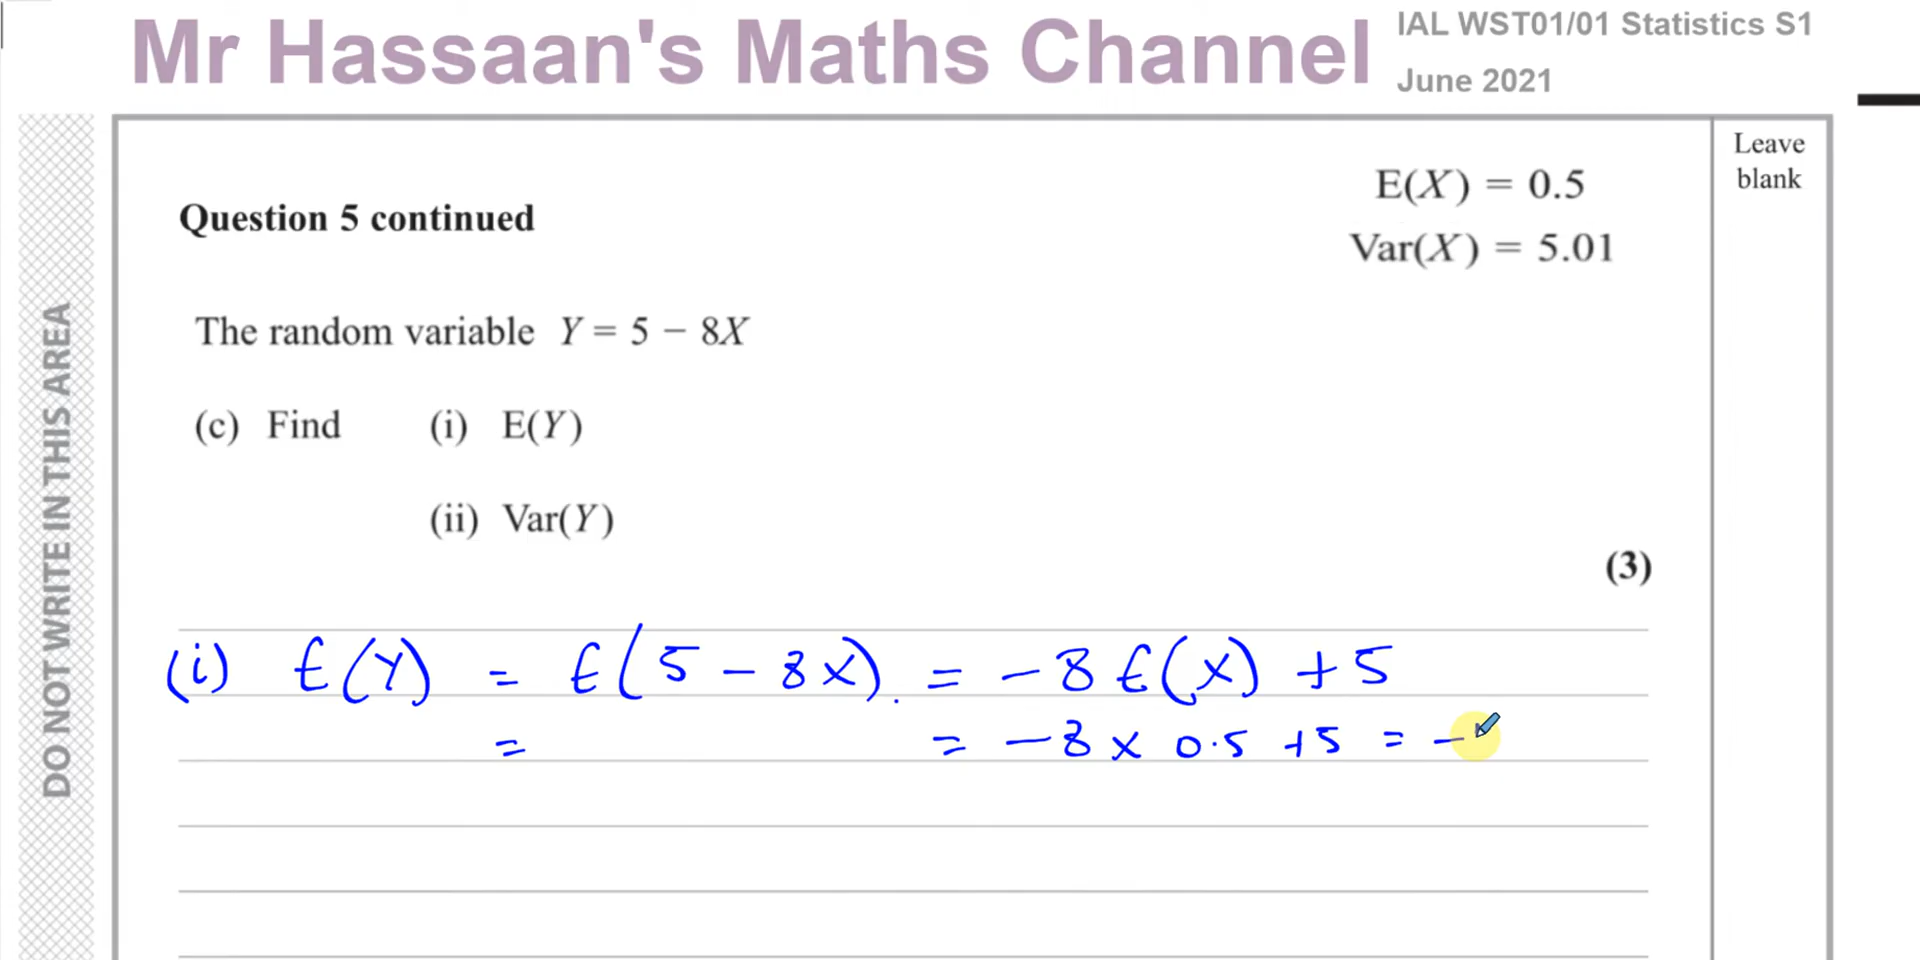 Mr Hassaan's Maths Channel
IAL WST01/01 Statistics S1
June 2021
Leave
blank
E(X) = 0.5
Var(X) = 5.01
Question 5 continued
The random variable Y = 5 − 8X
(c) Find (i) E(Y)
(ii) Var(Y)
(3)
(i) E(Y) = E(5 − 8X) = −8E(X) + 5
= = −8 × 0.5 + 5 = −
DO NOT WRITE IN THIS AREA